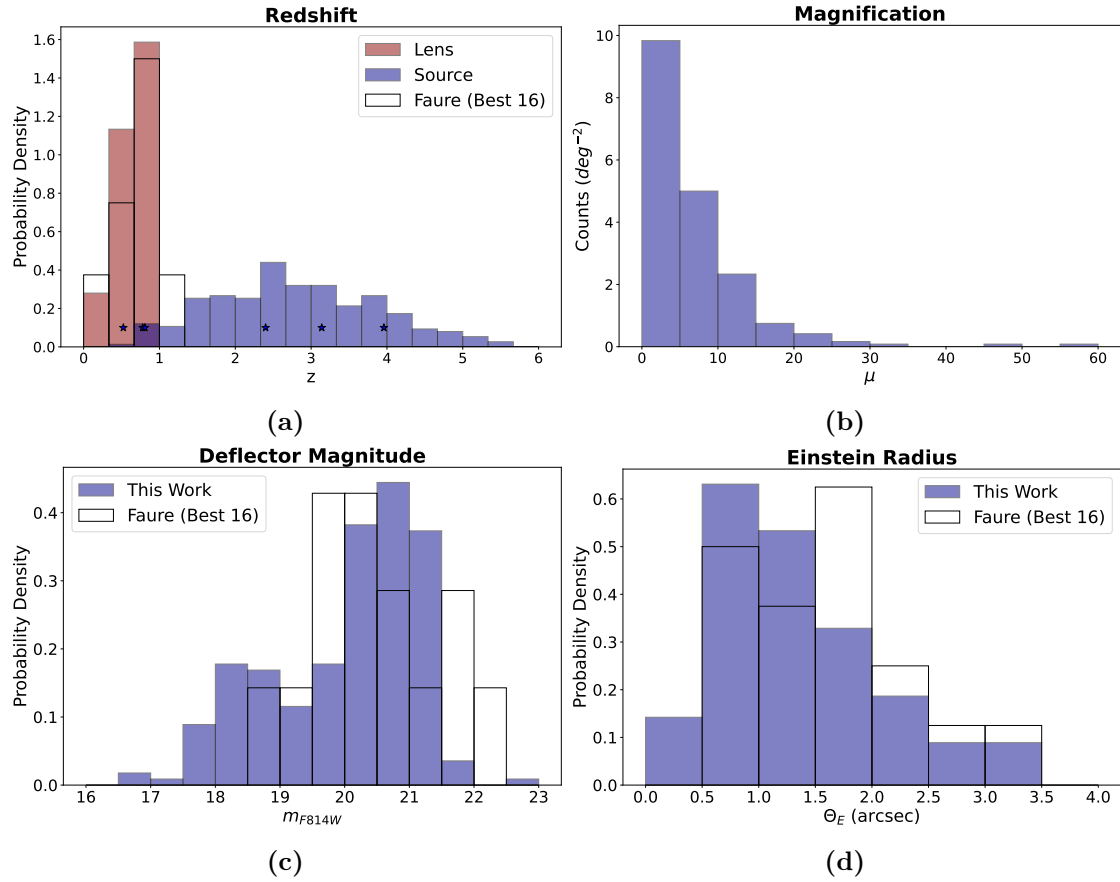 Redshift
Probability Density
1.6
1.4
1.2
1.0
0.8
0.6
0.4
0.2
0.0
Lens
Source
Faure (Best 16)
0 1 2 3 4 5 6
z
(a)
Magnification
Counts (deg⁻²)
10
8
6
4
2
0
0 10 20 30 40 50 60
μ
(b)
Deflector Magnitude
Probability Density
0.4
0.3
0.2
0.1
0.0
This Work
Faure (Best 16)
16 17 18 19 20 21 22 23
m_{F814W}
(c)
Einstein Radius
Probability Density
0.6
0.5
0.4
0.3
0.2
0.1
0.0
This Work
Faure (Best 16)
0.0 0.5 1.0 1.5 2.0 2.5 3.0 3.5 4.0
Θ_E (arcsec)
(d)